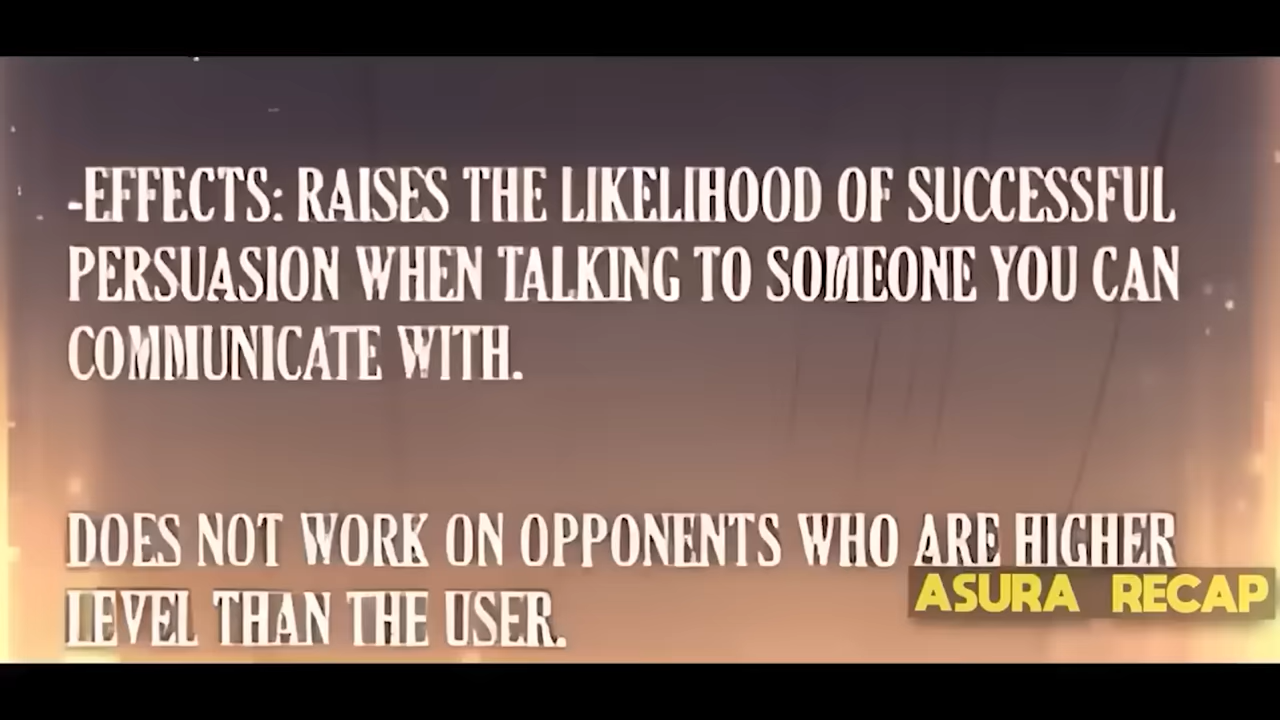 -EFFECTS: RAISES THE LIKELIHOOD OF SUCCESSFUL
PERSUASION WHEN TALKING TO SOMEONE YOU CAN
COMMUNICATE WITH.
DOES NOT WORK ON OPPONENTS WHO ARE HIGHER
LEVEL THAN THE USER.
ASURA RECAP